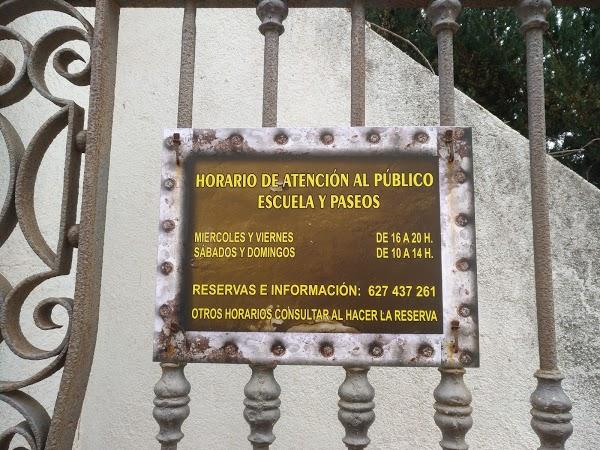 HORARIO DE ATENCIÓN AL PÚBLICO
ESCUELA Y PASEOS
MIERCOLES Y VIERNES DE 16 A 20 H.
SÁBADOS Y DOMINGOS DE 10 A 14 H.
RESERVAS E INFORMACIÓN: 627 437 261
OTROS HORARIOS CONSULTAR AL HACER LA RESERVA